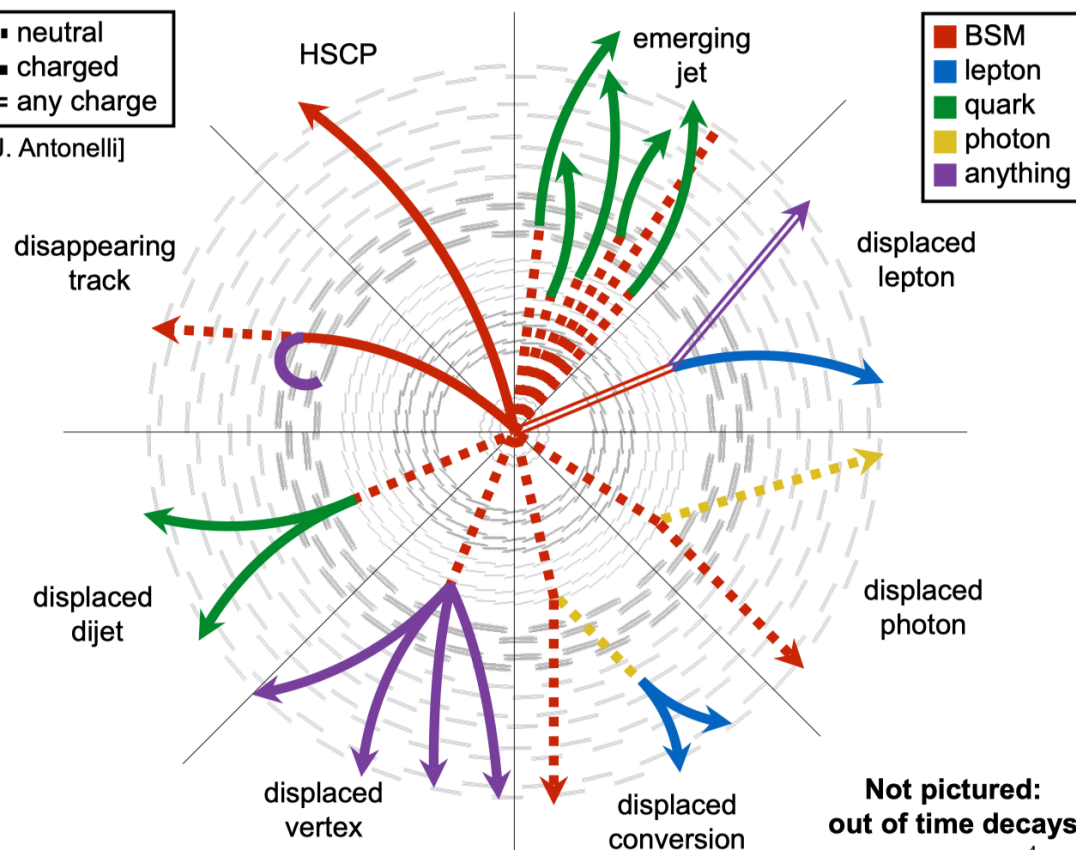 neutral
charged
= any charge
J. Antonelli]
HSCP
emerging
jet
BSM
lepton
quark
photon
anything
disappearing
track
displaced
lepton
displaced
dijet
displaced
photon
displaced
vertex
displaced
conversion
Not pictured:
out of time decays